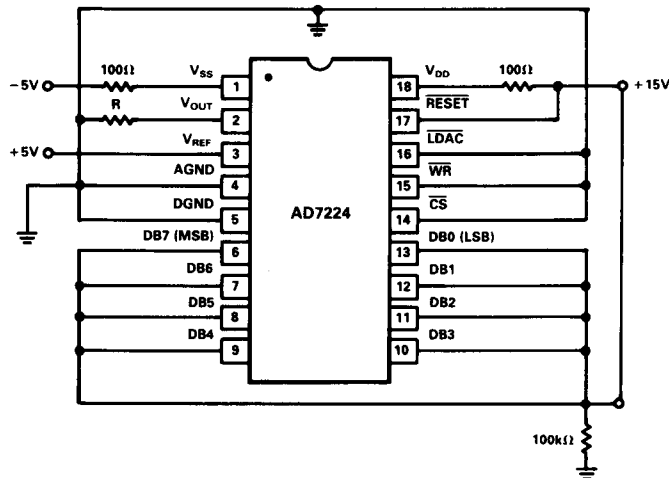 100Ω
-5V
VSS
1
R
VOUT
2
VREF
+5V
3
AGND
4
DGND
5
DB7 (MSB)
6
DB6
7
DB5
8
DB4
9
AD7224
VDD
18
100Ω
+15V
RESET
17
LDAC
16
WR
15
CS
14
DB0 (LSB)
13
DB1
12
DB2
11
DB3
10
100kΩ